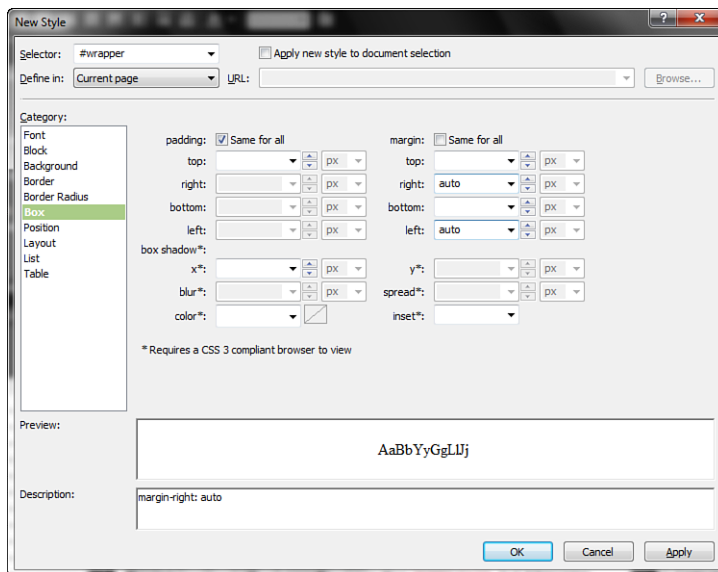 New Style
?
X
Selector: #wrapper Apply new style to document selection
Define in: Current page URL: Browse...
Category:
Font
Block
Background
Border
Border Radius
Box
Position
Layout
List
Table
padding: Same for all margin: Same for all
top: px top: px
right: px right: auto px
bottom: px bottom: px
left: px left: auto px
box shadow*:
x*: px y*: px
blur*: px spread*: px
color*: inset*:
* Requires a CSS 3 compliant browser to view
Preview:
AaBbYyGgLlJj
Description:
margin-right: auto
OK Cancel Apply